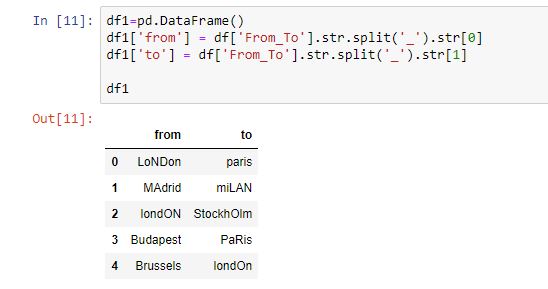 In [11]: df1=pd.DataFrame()
df1['from'] = df['From_To'].str.split('_').str[0]
df1['to'] = df['From_To'].str.split('_').str[1]
df1
Out[11]:
from to
0 LoNDon paris
1 MAdrid miLAN
2 londON StockhOlm
3 Budapest PaRis
4 Brussels londOn